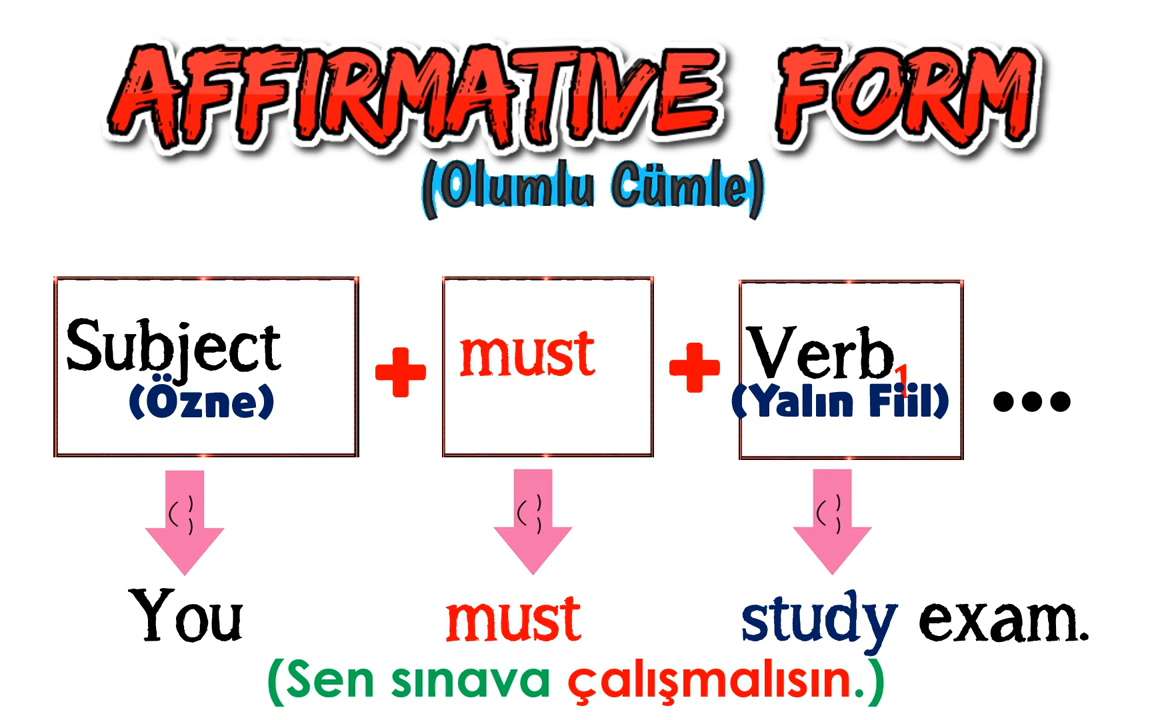 AFFIRMATIVE FORM
(Olumlu Cümle)
Subject + must + Verb1 ...
(Özne) (Yalın Fiil)
You must study exam.
(Sen sınava çalışmalısın.)